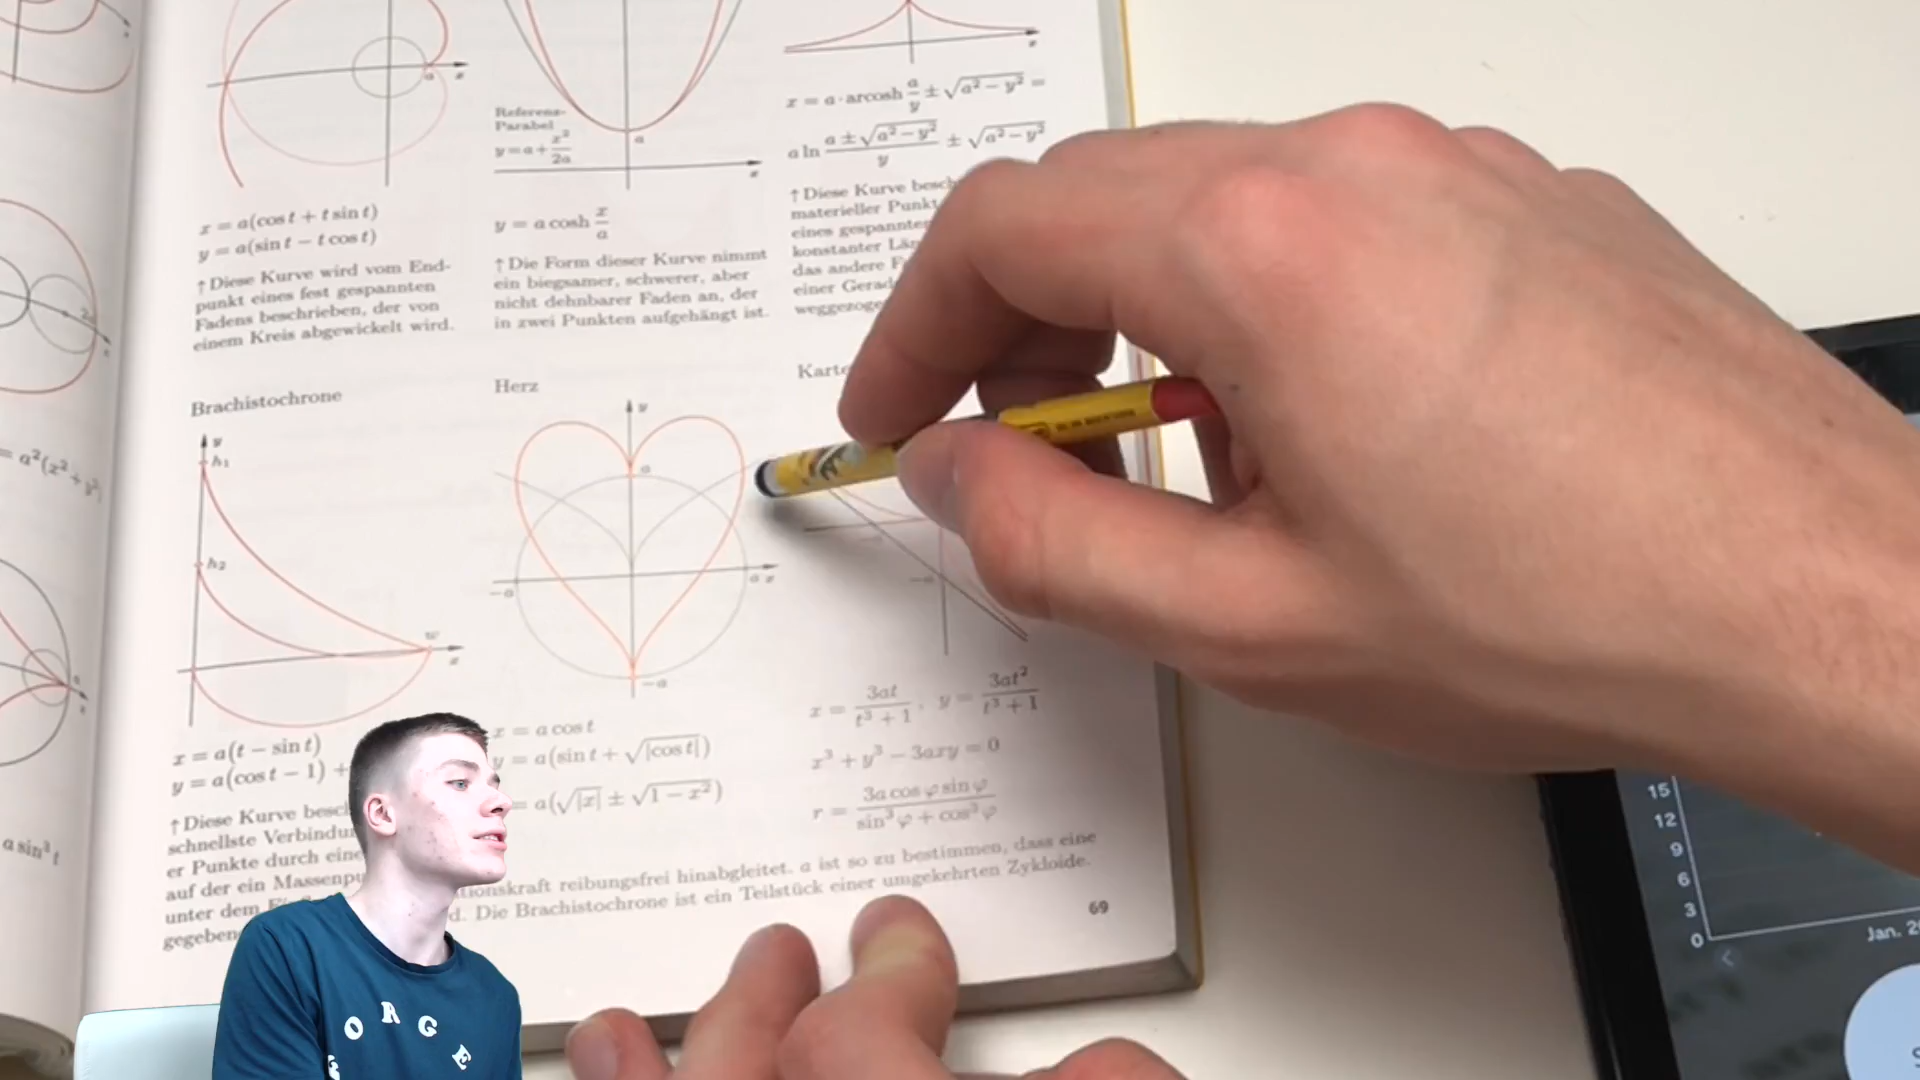 a
x
Referenz-
Parabel
y = a + x²/2a
a
x
x
x = a · arcosh a/y ± √(a² − y²) =
a ln (a ± √(a² − y²))/y ± √(a² − y²)
x = a(cos t + t sin t)
y = a(sin t − t cos t)
↑ Diese Kurve wird vom End-
punkt eines fest gespannten
Fadens beschrieben, der von
einem Kreis abgewickelt wird.
y = a cosh x/a
↑ Die Form dieser Kurve nimmt
ein biegsamer, schwerer, aber
nicht dehnbarer Faden an, der
in zwei Punkten aufgehängt ist.
↑ Diese Kurve besch
materieller Punkt
eines gespannten
konstanter Län
das andere E
einer Gerad
weggezoge
Brachistochrone
y
h₁
h₂
w
x
Herz
y
a
−a
a x
−a
Karte
−a
= a²(x² + y²)
a sin³ t
x = a(t − sin t)
y = a(cos t − 1) +
↑ Diese Kurve besch
schnellste Verbindu
er Punkte durch eine
auf der ein Massenpu
unter dem
gegeben
x = a cos t
y = a(sin t + √|cos t|)
= a(√|x| ± √(1 − x²))
x = 3at/(t³ + 1) , y = 3at²/(t³ + 1)
x³ + y³ − 3axy = 0
r = (3a cos φ sin φ)/(sin³ φ + cos³ φ)
tionskraft reibungsfrei hinabgleitet. a ist so zu bestimmen, dass eine
d. Die Brachistochrone ist ein Teilstück einer umgekehrten Zykloide.
69
15
12
9
6
3
0
Jan. 2
G
O
R
G
E